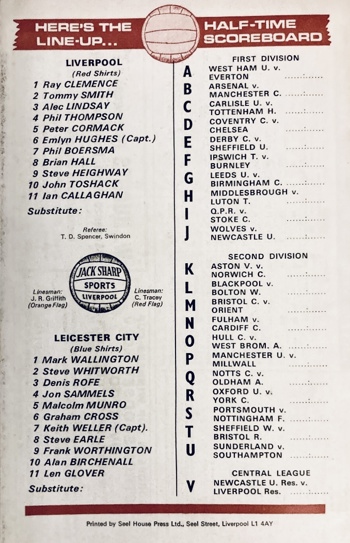 HERE'S THE
LINE-UP...
HALF-TIME
SCOREBOARD
LIVERPOOL
(Red Shirts)
1 Ray CLEMENCE
2 Tommy SMITH
3 Alec LINDSAY
4 Phil THOMPSON
5 Peter CORMACK
6 Emlyn HUGHES (Capt.)
7 Phil BOERSMA
8 Brian HALL
9 Steve HEIGHWAY
10 John TOSHACK
11 Ian CALLAGHAN
Substitute:
Referee:
T. D. Spencer, Swindon
Linesman:
J. R. Griffith
(Orange Flag)
JACK SHARP
SPORTS
LIVERPOOL
Linesman:
C. Tracey
(Red Flag)
LEICESTER CITY
(Blue Shirts)
1 Mark WALLINGTON
2 Steve WHITWORTH
3 Denis ROFE
4 Jon SAMMELS
5 Malcolm MUNRO
6 Graham CROSS
7 Keith WELLER (Capt).
8 Steve EARLE
9 Frank WORTHINGTON
10 Alan BIRCHENALL
11 Len GLOVER
Substitute:
FIRST DIVISION
A WEST HAM U. v.
EVERTON ......:......
B ARSENAL v.
MANCHESTER C. ......:......
C CARLISLE U. v.
TOTTENHAM H. ......:......
D COVENTRY C. v.
CHELSEA ......:......
E DERBY C. v.
SHEFFIELD U. ......:......
F IPSWICH T. v.
BURNLEY ......:......
G LEEDS U. v.
BIRMINGHAM C. ......:......
H MIDDLESBROUGH v.
LUTON T. ......:......
I Q.P.R. v.
STOKE C. ......:......
J WOLVES v.
NEWCASTLE U. ......:......
SECOND DIVISION
K ASTON V. v.
NORWICH C. ......:......
L BLACKPOOL v.
BOLTON W. ......:......
M BRISTOL C. v.
ORIENT ......:......
N FULHAM v.
CARDIFF C. ......:......
O HULL C. v.
WEST BROM. A. ......:......
P MANCHESTER U. v.
MILLWALL ......:......
Q NOTTS C. v.
OLDHAM A. ......:......
R OXFORD U. v.
YORK C. ......:......
S PORTSMOUTH v.
NOTTINGHAM F. ......:......
T SHEFFIELD W. v.
BRISTOL R. ......:......
U SUNDERLAND v.
SOUTHAMPTON ......:......
CENTRAL LEAGUE
V NEWCASTLE U. Res. v.
LIVERPOOL Res. ......:......
Printed by Seel House Press Ltd., Seel Street, Liverpool L1 4AY